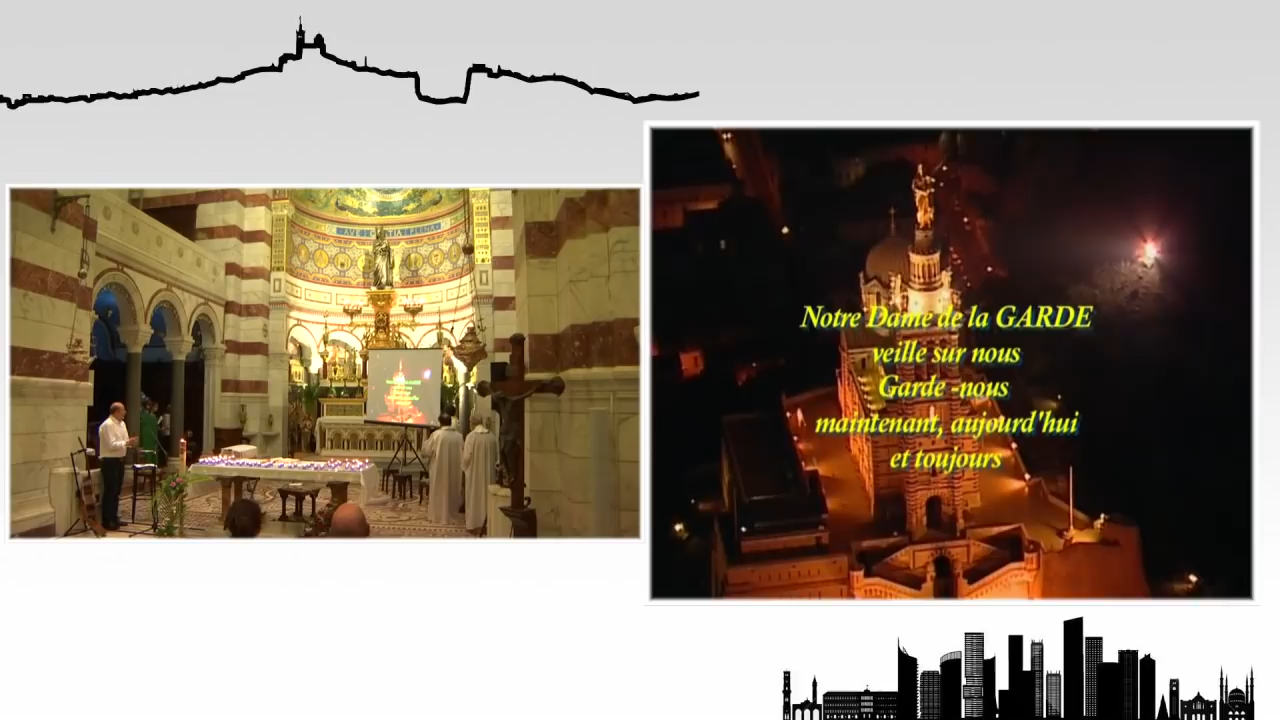 AVE GRATIA PLENA
Notre Dame de la GARDE
veille sur nous
Garde -nous
maintenant, aujourd'hui
et toujours